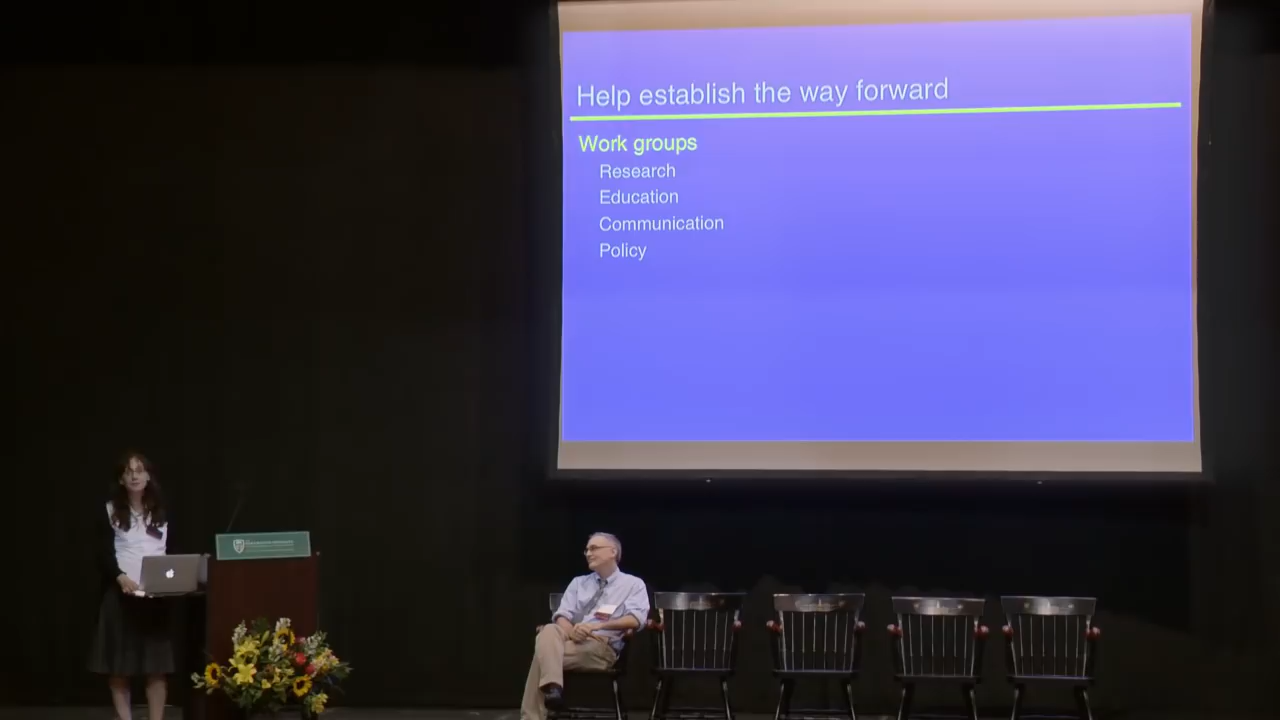 Help establish the way forward
Work groups
Research
Education
Communication
Policy